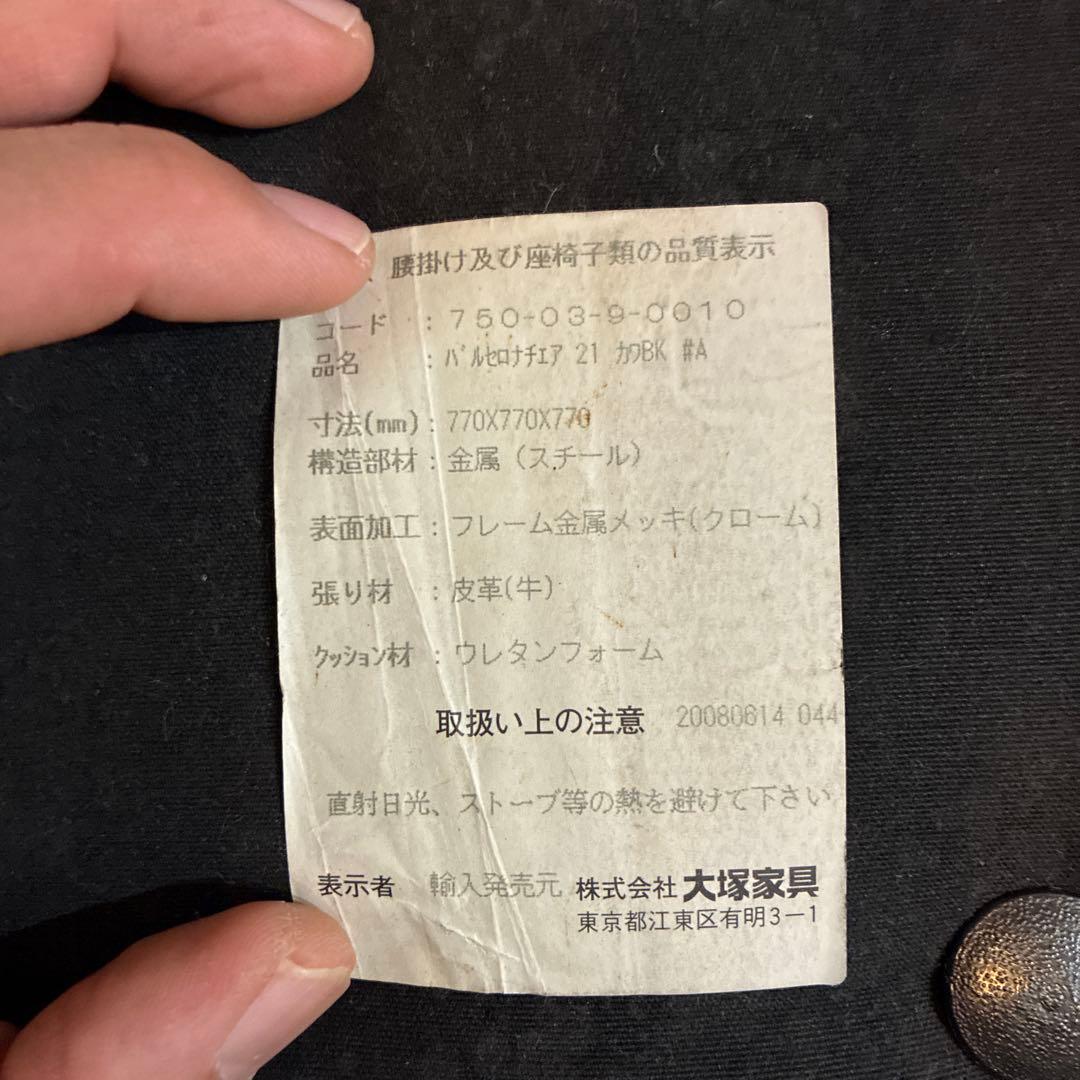 腰掛け及び座椅子類の品質表示
コード : 750-03-9-0010
品名 : ﾊﾞﾙｾﾛﾅﾁｪｱ 21 ｶﾜBK #A
寸法(mm) : 770X770X770
構造部材 : 金属(スチール)
表面加工 : フレーム金属メッキ(クローム)
張り材 : 皮革(牛)
ｸｯｼｮﾝ材 : ウレタンフォーム
取扱い上の注意 20080614 044
直射日光、ストーブ等の熱を避けて下さい
表示者 輸入発売元 株式会社 大塚家具
東京都江東区有明3-1